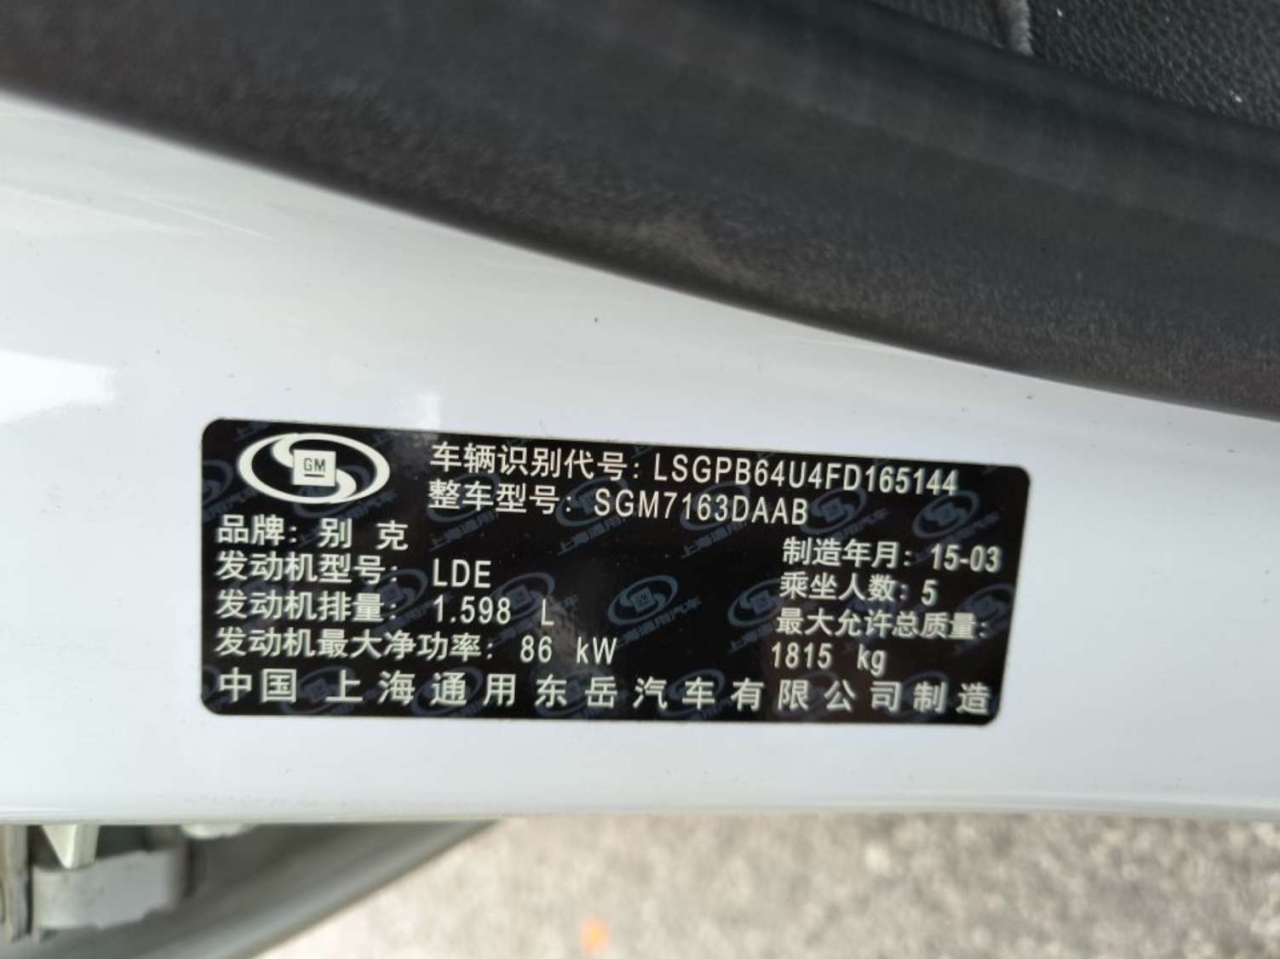 GM
车辆识别代号: LSGPB64U4FD165144
整车型号: SGM7163DAAB
品牌: 别 克
制造年月: 15-03
发动机型号: LDE
乘坐人数: 5
发动机排量: 1.598 L
最大允许总质量:
发动机最大净功率: 86 kW
1815 kg
中国 上海通用东岳汽车有限公司制造